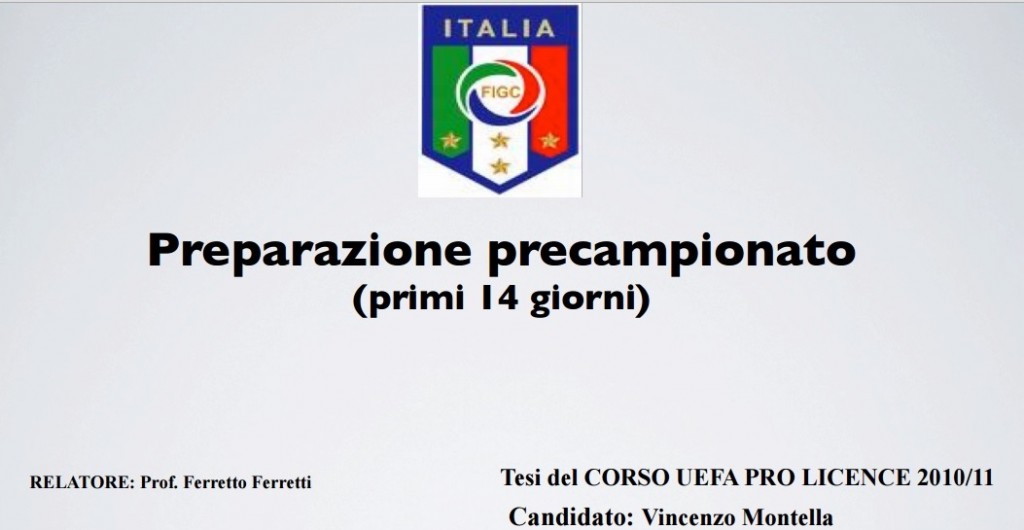 ITALIA
FIGC
Preparazione precampionato
(primi 14 giorni)
RELATORE: Prof. Ferretto Ferretti
Tesi del CORSO UEFA PRO LICENCE 2010/11
Candidato: Vincenzo Montella